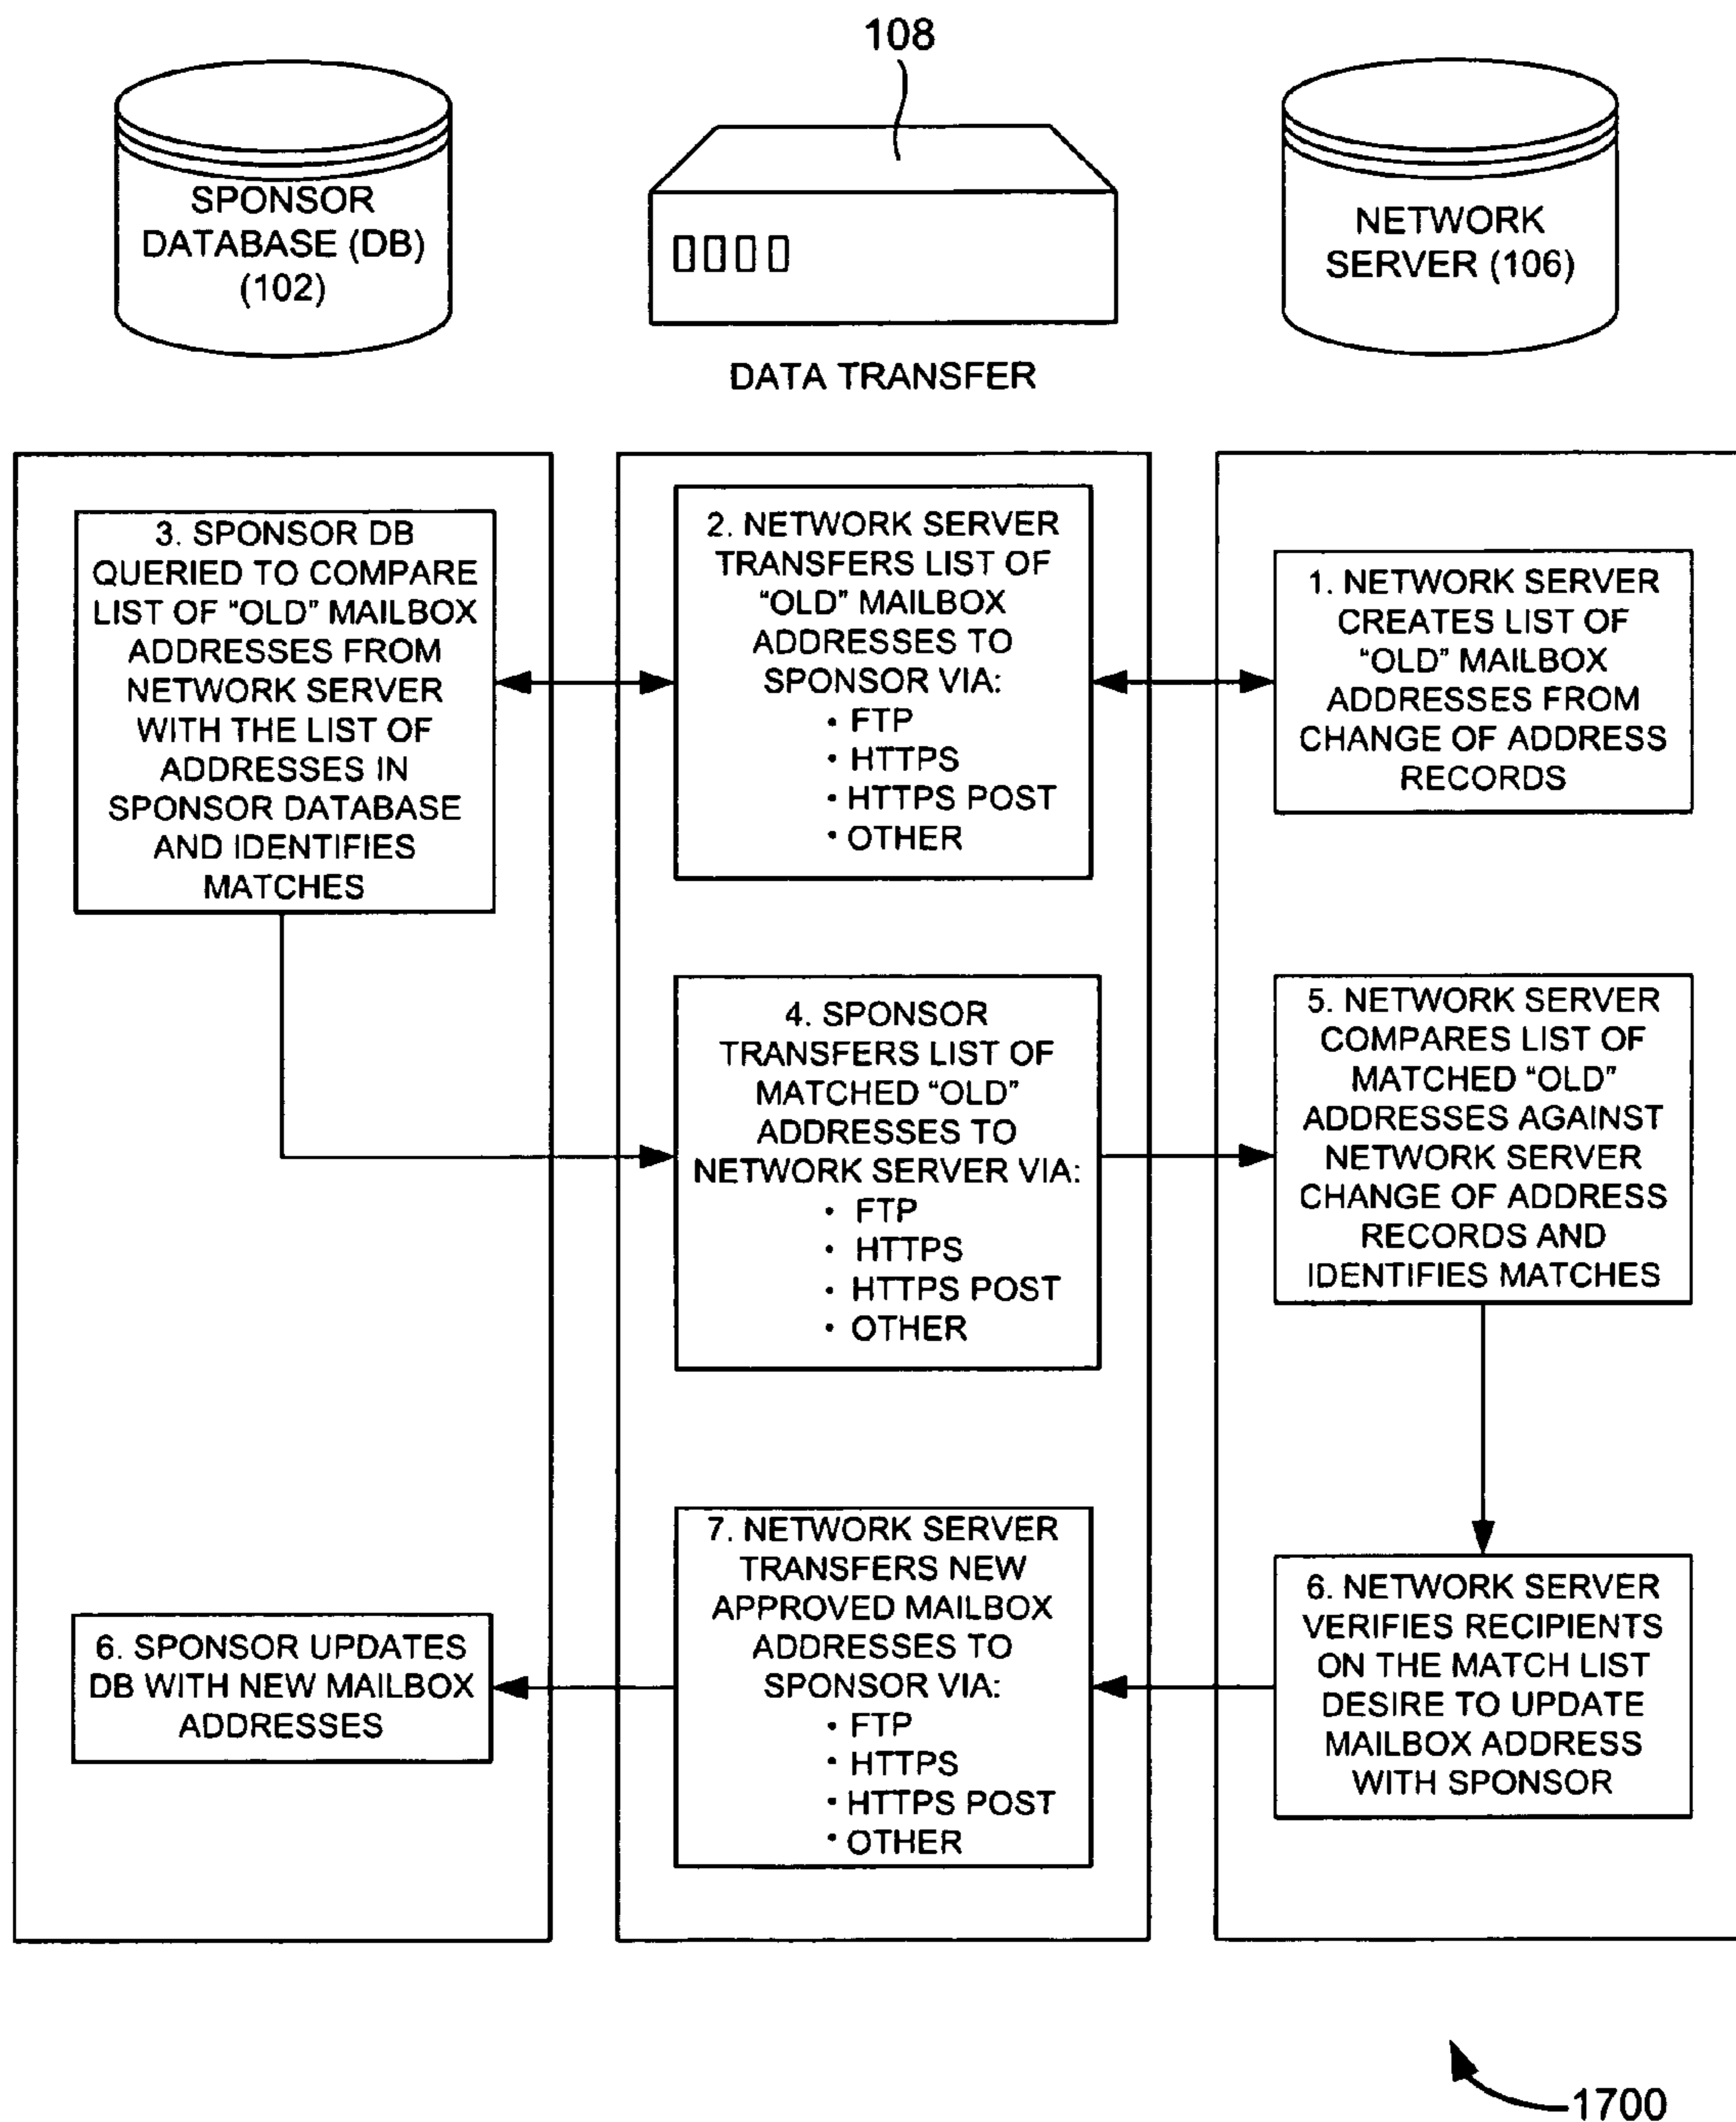 108
SPONSOR
DATABASE (DB)
(102)
NETWORK
SERVER (106)
DATA TRANSFER
3. SPONSOR DB
QUERIED TO COMPARE
LIST OF "OLD" MAILBOX
ADDRESSES FROM
NETWORK SERVER
WITH THE LIST OF
ADDRESSES IN
SPONSOR DATABASE
AND IDENTIFIES
MATCHES
2. NETWORK SERVER
TRANSFERS LIST OF
"OLD" MAILBOX
ADDRESSES TO
SPONSOR VIA:
• FTP
• HTTPS
• HTTPS POST
• OTHER
1. NETWORK SERVER
CREATES LIST OF
"OLD" MAILBOX
ADDRESSES FROM
CHANGE OF ADDRESS
RECORDS
4. SPONSOR
TRANSFERS LIST OF
MATCHED "OLD"
ADDRESSES TO
NETWORK SERVER VIA:
• FTP
• HTTPS
• HTTPS POST
• OTHER
5. NETWORK SERVER
COMPARES LIST OF
MATCHED "OLD"
ADDRESSES AGAINST
NETWORK SERVER
CHANGE OF ADDRESS
RECORDS AND
IDENTIFIES MATCHES
6. SPONSOR UPDATES
DB WITH NEW MAILBOX
ADDRESSES
7. NETWORK SERVER
TRANSFERS NEW
APPROVED MAILBOX
ADDRESSES TO
SPONSOR VIA:
• FTP
• HTTPS
• HTTPS POST
• OTHER
6. NETWORK SERVER
VERIFIES RECIPIENTS
ON THE MATCH LIST
DESIRE TO UPDATE
MAILBOX ADDRESS
WITH SPONSOR
1700